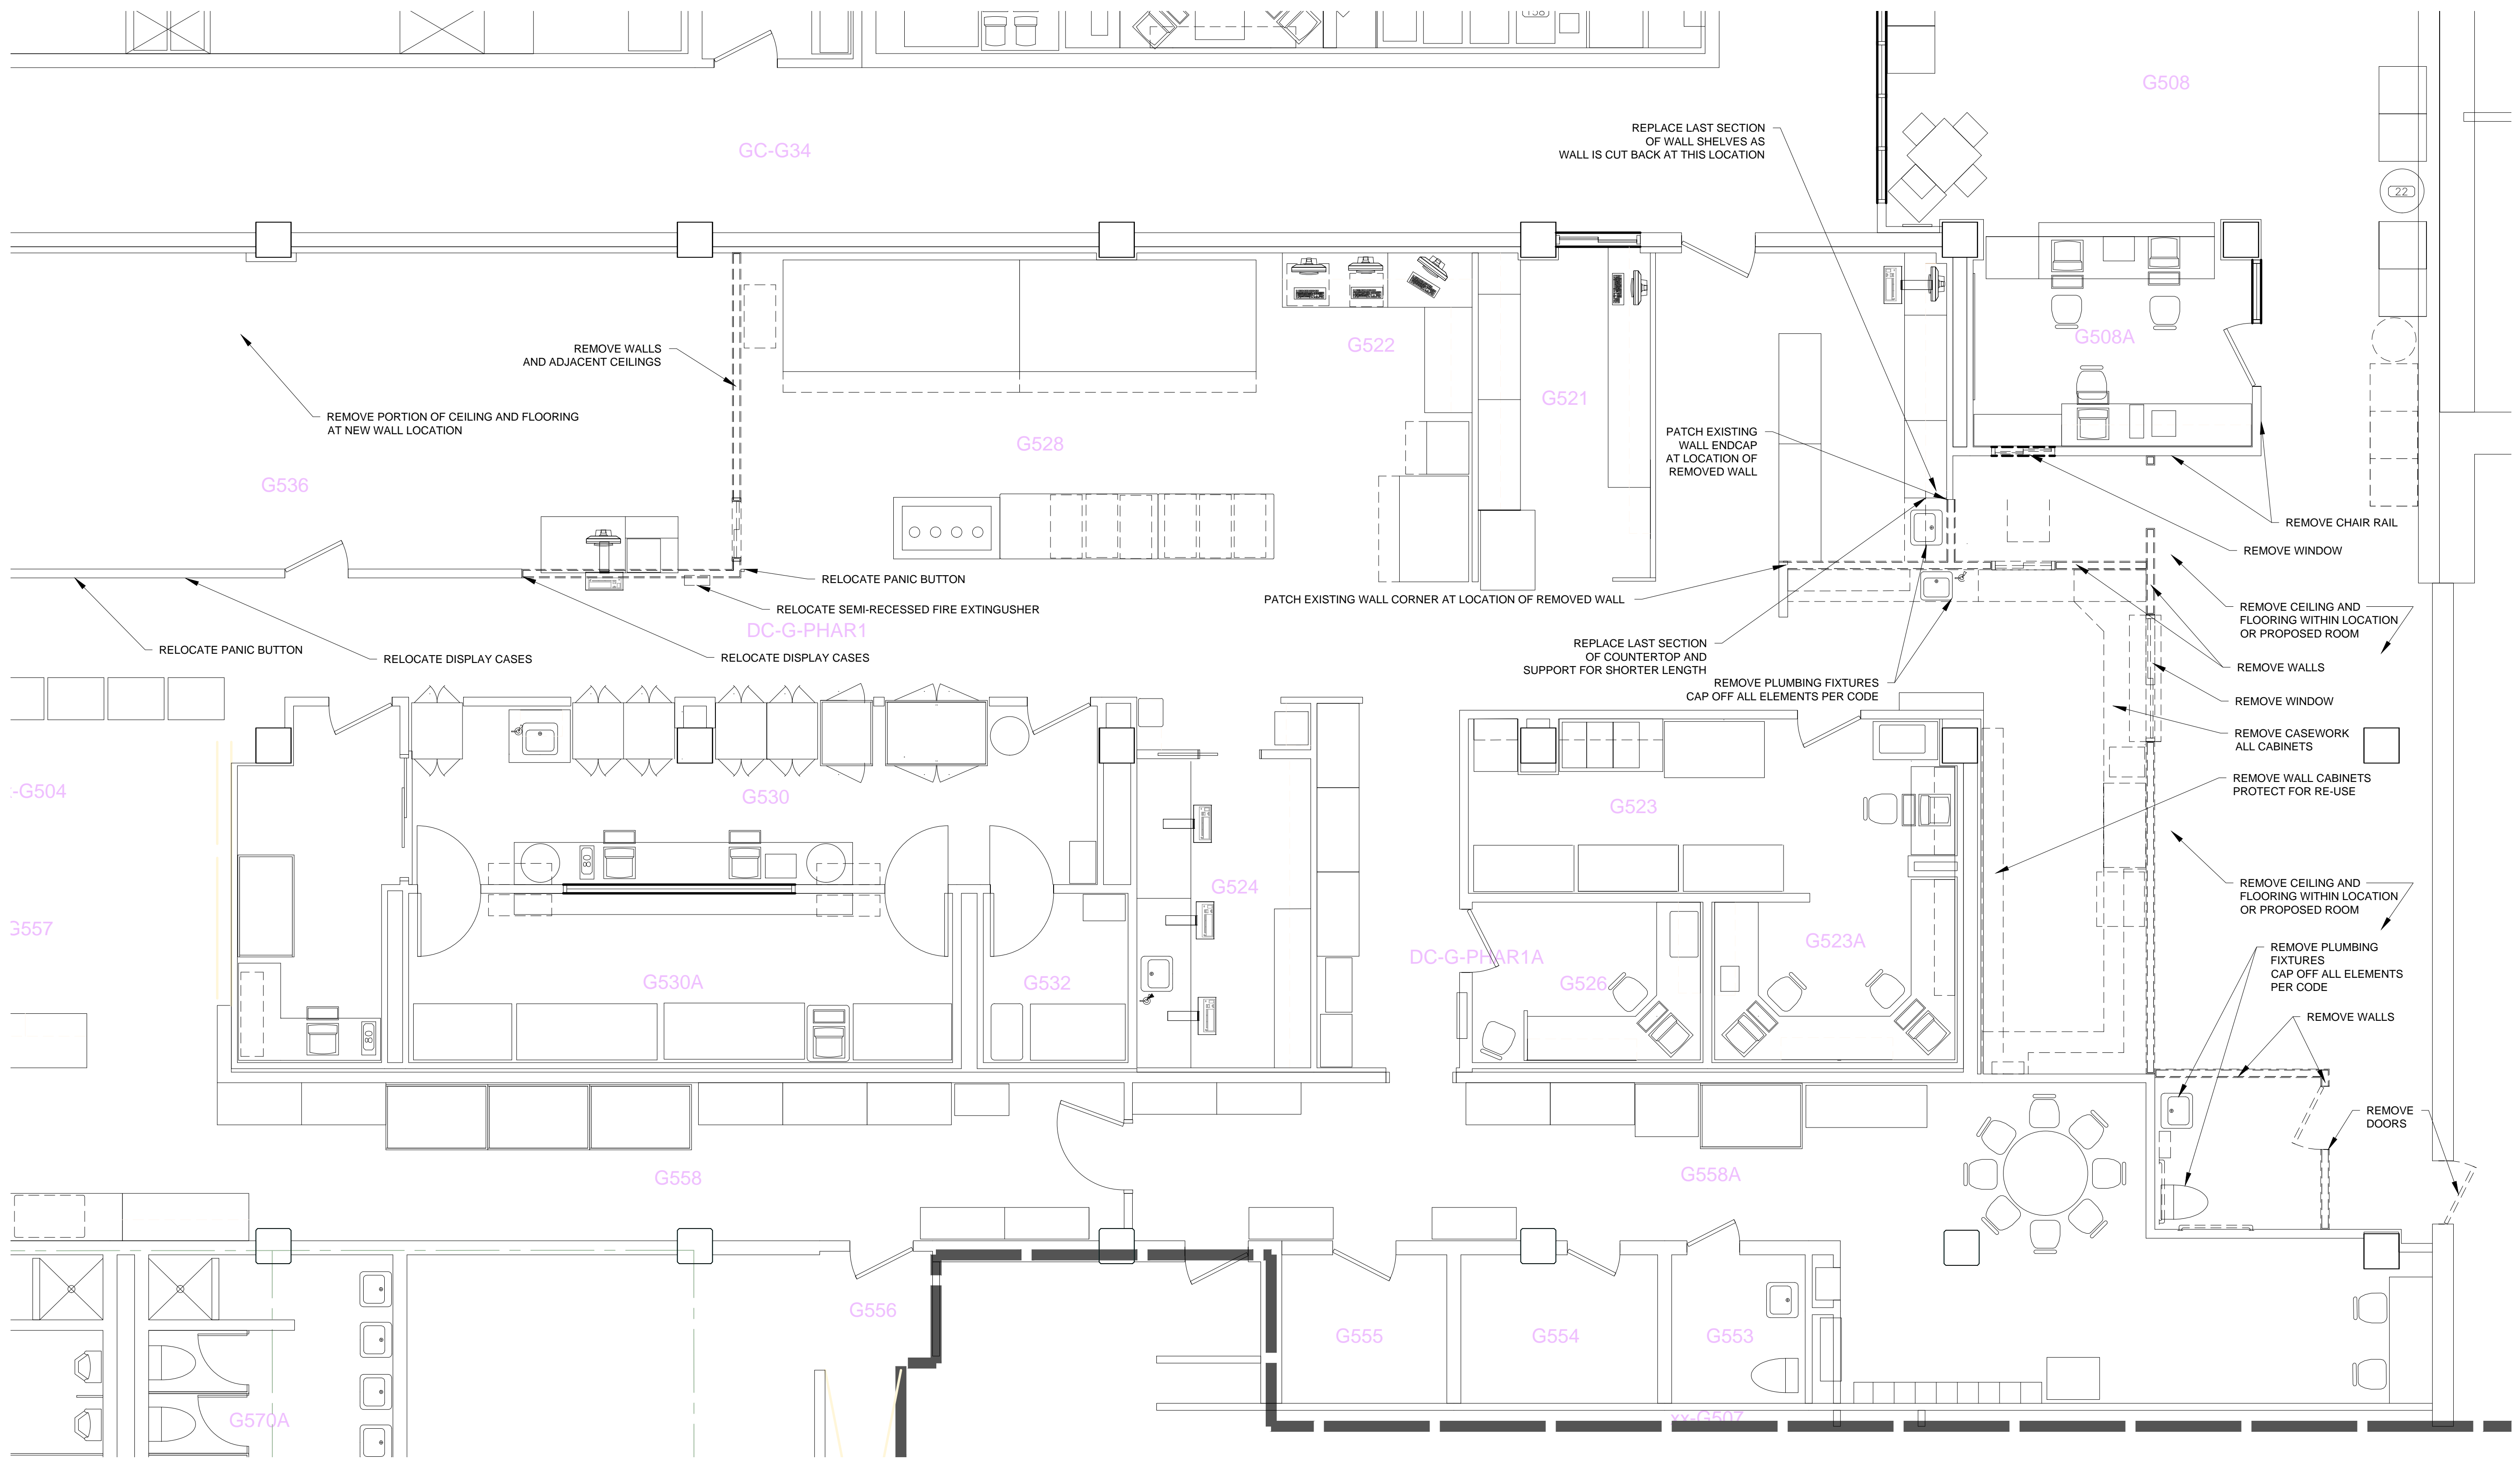 G508
GC-G34
REPLACE LAST SECTION
OF WALL SHELVES AS
WALL IS CUT BACK AT THIS LOCATION
22
G508A
G522
REMOVE WALLS
AND ADJACENT CEILINGS
G521
REMOVE PORTION OF CEILING AND FLOORING
AT NEW WALL LOCATION
PATCH EXISTING
WALL ENDCAP
AT LOCATION OF
REMOVED WALL
G528
G536
REMOVE CHAIR RAIL
REMOVE WINDOW
RELOCATE PANIC BUTTON
PATCH EXISTING WALL CORNER AT LOCATION OF REMOVED WALL
RELOCATE SEMI-RECESSED FIRE EXTINGUSHER
REMOVE CEILING AND
FLOORING WITHIN LOCATION
OR PROPOSED ROOM
DC-G-PHAR1
RELOCATE PANIC BUTTON
RELOCATE DISPLAY CASES
RELOCATE DISPLAY CASES
REPLACE LAST SECTION
OF COUNTERTOP AND
SUPPORT FOR SHORTER LENGTH
REMOVE WALLS
REMOVE PLUMBING FIXTURES
CAP OFF ALL ELEMENTS PER CODE
REMOVE WINDOW
REMOVE CASEWORK
ALL CABINETS
REMOVE WALL CABINETS
PROTECT FOR RE-USE
-G504
G530
G523
G524
REMOVE CEILING AND
FLOORING WITHIN LOCATION
OR PROPOSED ROOM
G557
G523A
REMOVE PLUMBING
FIXTURES
CAP OFF ALL ELEMENTS
PER CODE
DC-G-PHAR1A
G530A
G532
G526
REMOVE WALLS
REMOVE
DOORS
G558
G558A
G556
G555
G554
G553
G570A
xx-G507